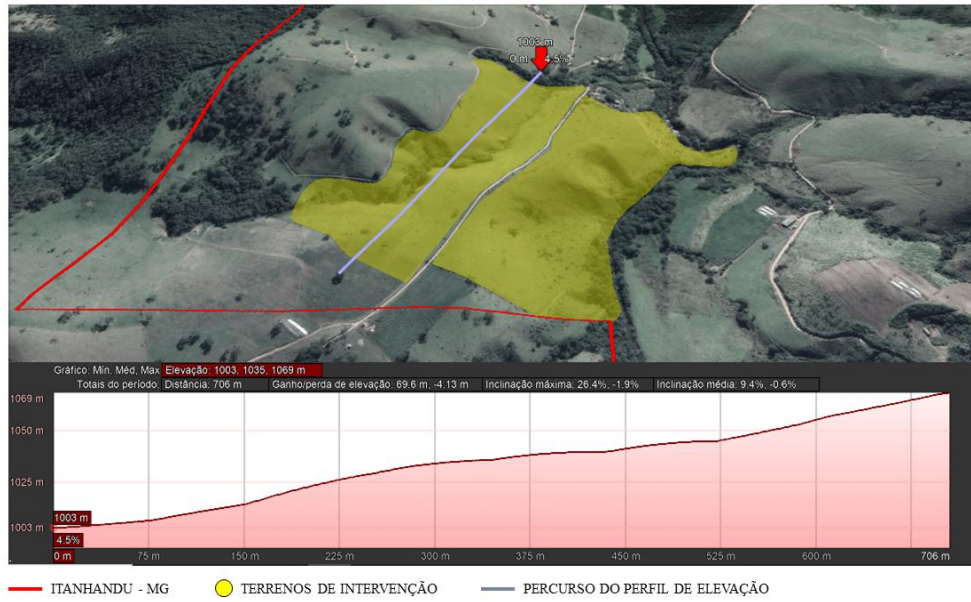 1003 m
0 m 4.5%
Gráfico: Mín, Méd, Max Elevação: 1003, 1035, 1069 m
Totais do período: Distância: 706 m Ganho/perda de elevação: 69.6 m, -4.13 m Inclinação máxima: 26.4%, -1.9% Inclinação média: 9.4%, -0.6%
1069 m
1050 m
1025 m
1003 m
1003 m
4.5%
0 m 75 m 150 m 225 m 300 m 375 m 450 m 525 m 600 m 706 m
ITANHANDU - MG TERRENOS DE INTERVENÇÃO PERCURSO DO PERFIL DE ELEVAÇÃO